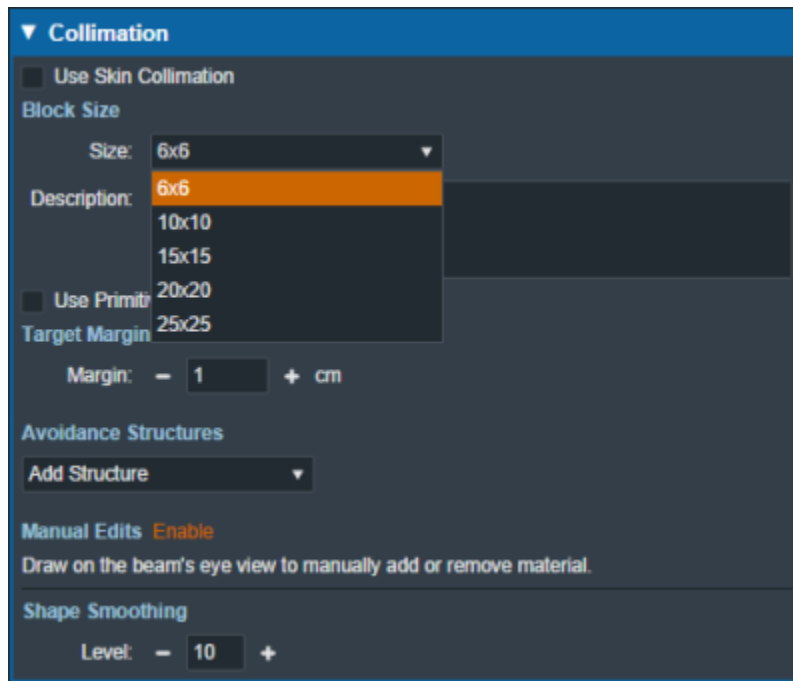 ▼ Collimation
Use Skin Collimation
Block Size
Size: 6x6
Description:
6x6
10x10
15x15
20x20
25x25
Use Primiti
Target Margin
Margin: − 1 + cm
Avoidance Structures
Add Structure
Manual Edits Enable
Draw on the beam's eye view to manually add or remove material.
Shape Smoothing
Level: − 10 +